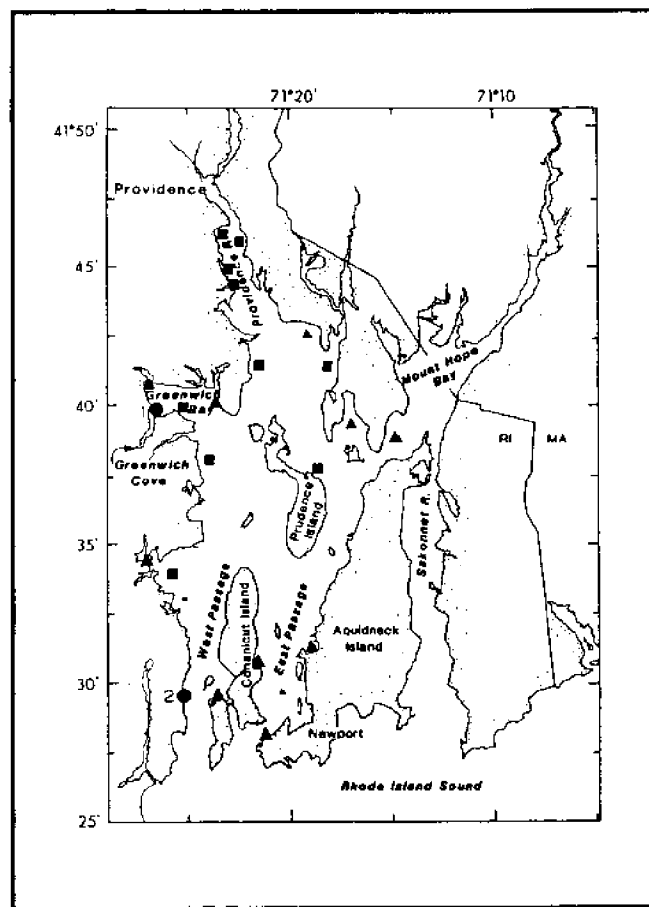 71°20'
71°10'
41°50'
Providence
45'
Providence R.
Mount Hope
BAY
Greenwich
BAY
40'
1
RI
MA
Greenwich
Cove
Prudence
Island
Sakonnet R.
35'
West Passage
Conanicut Island
East Passage
Aquidneck
Island
30'
2
Newport
Rhode Island Sound
25'